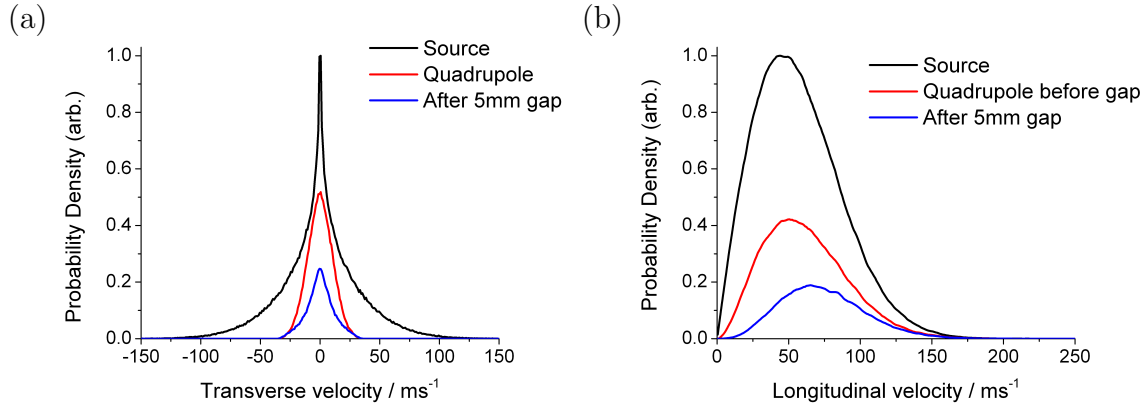 (a)
Source
Quadrupole
After 5mm gap
Probability Density (arb.)
1.0
0.8
0.6
0.4
0.2
0.0
-150 -100 -50 0 50 100 150
Transverse velocity / ms-1
(b)
Source
Quadrupole before gap
After 5mm gap
Probability Density (arb.)
1.0
0.8
0.6
0.4
0.2
0.0
0 50 100 150 200 250
Longitudinal velocity / ms-1